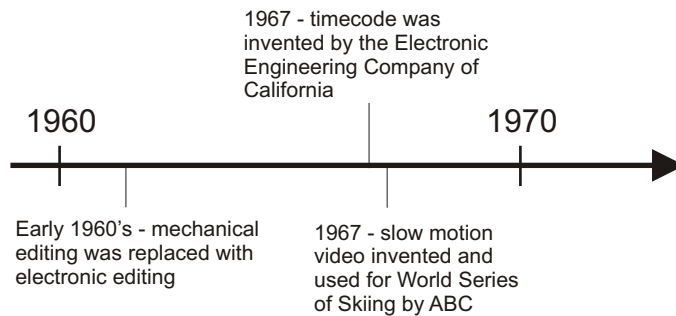 1967 - timecode was
invented by the Electronic
Engineering Company of
California
1960
1970
Early 1960's - mechanical
editing was replaced with
electronic editing
1967 - slow motion
video invented and
used for World Series
of Skiing by ABC